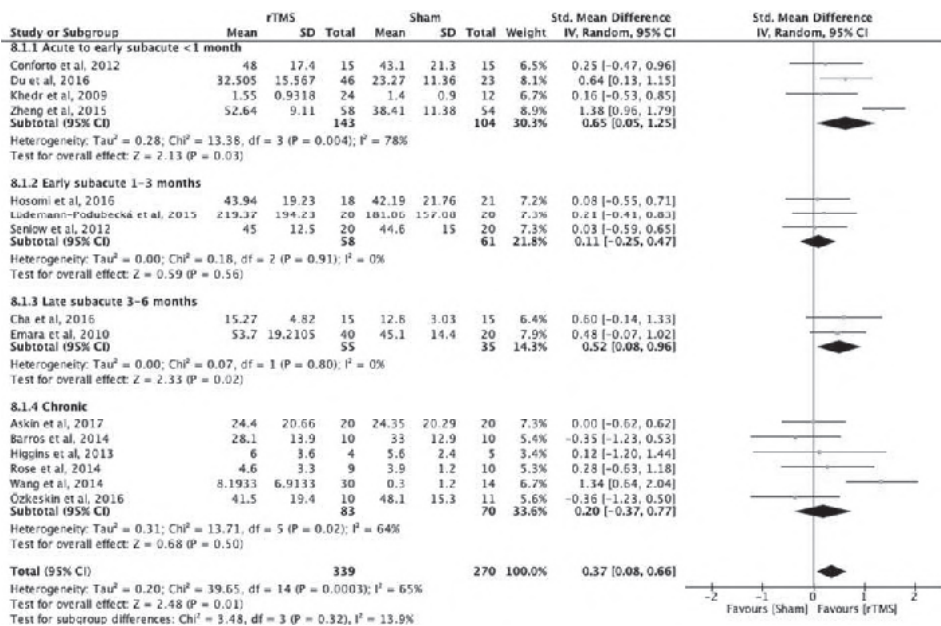 rTMS Sham Std. Mean Difference Std. Mean Difference
Study or Subgroup Mean SD Total Mean SD Total Weight IV, Random, 95% CI IV, Random, 95% CI
8.1.1 Acute to early subacute <1 month
Conforto et al, 2012 48 17.4 15 43.1 21.3 15 6.5% 0.25 [-0.47, 0.96]
Du et al, 2016 32.505 15.567 46 23.27 11.36 23 8.2% 0.64 [0.13, 1.15]
Khedr et al, 2009 1.55 0.9318 24 1.4 0.9 12 6.7% 0.16 [-0.53, 0.85]
Zheng et al, 2015 52.64 9.11 58 38.41 11.38 54 8.9% 1.38 [0.96, 1.79]
Subtotal (95% CI) 143 104 30.3% 0.65 [0.05, 1.25]
Heterogeneity: Tau² = 0.28; Chi² = 13.38, df = 3 (P = 0.004); I² = 78%
Test for overall effect: Z = 2.13 (P = 0.03)
8.1.2 Early subacute 1–3 months
Hosomi et al, 2016 43.94 19.23 18 42.19 21.76 21 7.2% 0.08 [-0.55, 0.71]
Lüdemann-Podubecká et al, 2015 219.37 194.23 20 181.06 157.08 20 7.3% 0.21 [-0.41, 0.83]
2012 45 12.5 20 44.6 15 20 7.3% 0.03 [-0.59, 0.65]
Subtotal (95% CI) 58 61 21.8% 0.11 [-0.25, 0.47]
Heterogeneity: Tau² = 0.00; Chi² = 0.18, df = 2 (P = 0.91); I² = 0%
Test for overall effect: Z = 0.59 (P = 0.56)
8.1.3 Late subacute 3–6 months
Cha et al, 2016 15.27 4.82 15 12.8 3.03 15 6.4% 0.60 [-0.14, 1.33]
Emara et al, 2010 53.7 19.2105 40 45.1 14.4 20 7.9% 0.48 [-0.07, 1.02]
Subtotal (95% CI) 55 35 14.3% 0.52 [0.08, 0.96]
Heterogeneity: Tau² = 0.00; Chi² = 0.07, df = 1 (P = 0.80); I² = 0%
Test for overall effect: Z = 2.33 (P = 0.02)
8.1.4 Chronic
Askin et al, 2017 24.4 20.66 20 24.35 20.29 20 7.3% 0.00 [-0.62, 0.62]
Barros et al, 2014 28.1 13.9 10 33 12.9 10 5.4% -0.35 [-1.23, 0.53]
Higgins et al, 2013 6 3.6 4 5.6 2.4 5 3.5% 0.12 [-1.20, 1.44]
Rose et al, 2014 4.6 3.3 9 3.9 1.2 10 5.3% 0.28 [-0.63, 1.18]
Wang et al, 2014 8.1933 6.9133 30 0.3 1.2 14 6.7% 1.34 [0.64, 2.04]
Özkeskin et al, 2016 41.5 19.4 10 48.1 15.3 11 5.6% -0.36 [-1.23, 0.50]
Subtotal (95% CI) 83 70 33.6% 0.20 [-0.37, 0.77]
Heterogeneity: Tau² = 0.31; Chi² = 13.71, df = 5 (P = 0.02); I² = 64%
Test for overall effect: Z = 0.68 (P = 0.50)
Total (95% CI) 339 270 100.0% 0.37 [0.08, 0.66]
Heterogeneity: Tau² = 0.20; Chi² = 39.65, df = 14 (P = 0.0003); I² = 65%
Test for overall effect: Z = 2.48 (P = 0.01)
Test for subgroup differences: Chi² = 3.48, df = 3 (P = 0.32), I² = 13.9%
-2 -1 0 1 2
Favours [Sham] Favours [rTMS]